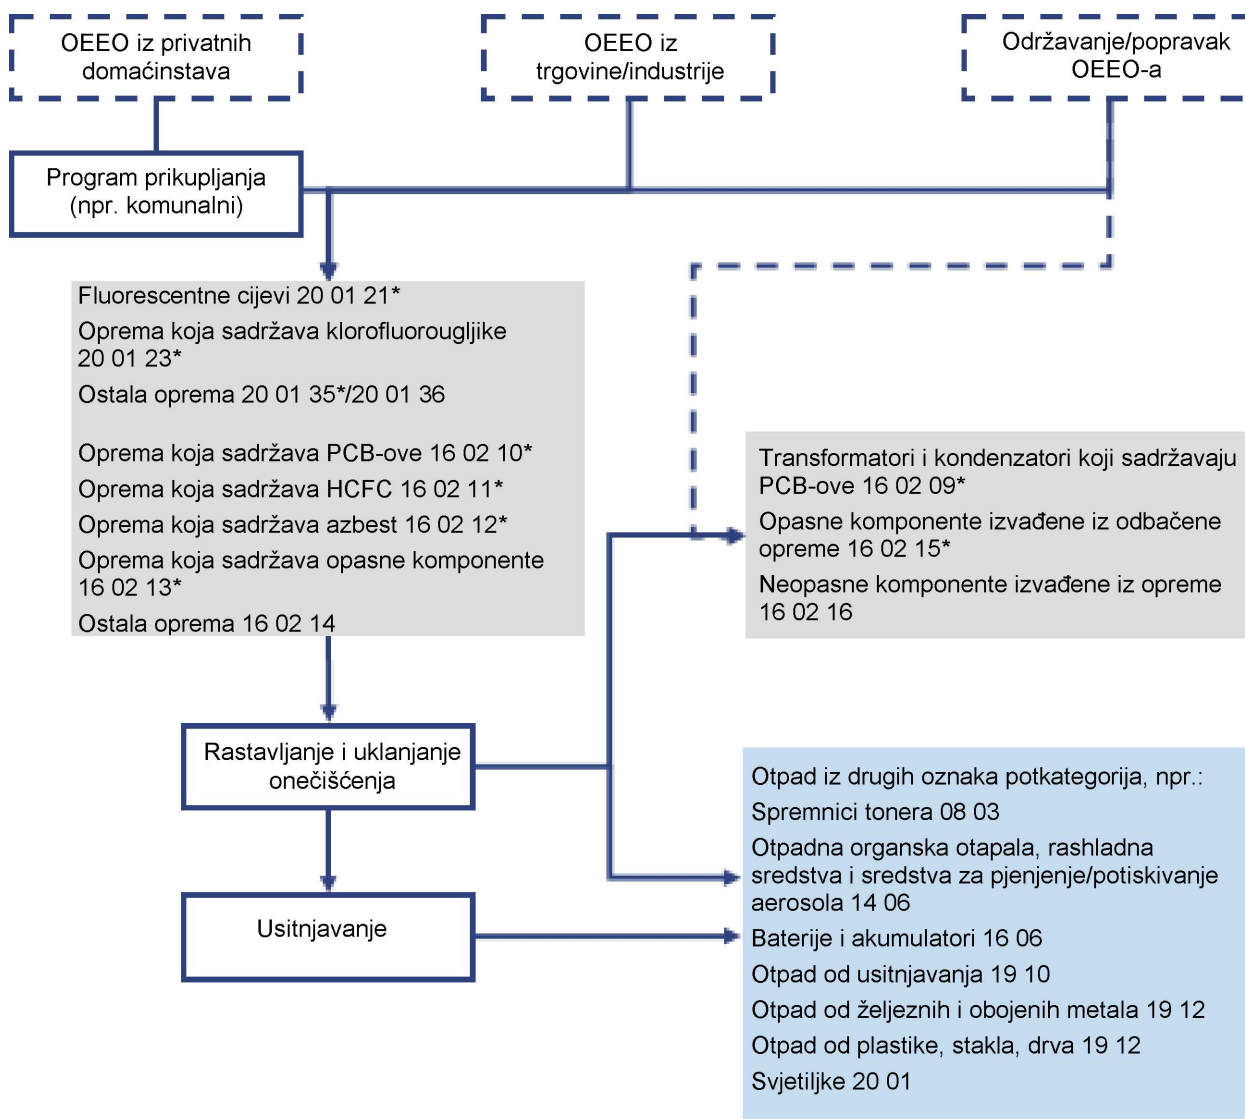 OEEO iz privatnih
domaćinstava
OEEO iz
trgovine/industrije
Održavanje/popravak
OEEO-a
Program prikupljanja
(npr. komunalni)
Fluorescentne cijevi 20 01 21*
Oprema koja sadržava klorofluorougljike
20 01 23*
Ostala oprema 20 01 35*/20 01 36
Oprema koja sadržava PCB-ove 16 02 10*
Oprema koja sadržava HCFC 16 02 11*
Oprema koja sadržava azbest 16 02 12*
Oprema koja sadržava opasne komponente
16 02 13*
Ostala oprema 16 02 14
Transformatori i kondenzatori koji sadržavaju
PCB-ove 16 02 09*
Opasne komponente izvađene iz odbačene
opreme 16 02 15*
Neopasne komponente izvađene iz opreme
16 02 16
Rastavljanje i uklanjanje
onečišćenja
Usitnjavanje
Otpad iz drugih oznaka potkategorija, npr.:
Spremnici tonera 08 03
Otpadna organska otapala, rashladna
sredstva i sredstva za pjenjenje/potiskivanje
aerosola 14 06
Baterije i akumulatori 16 06
Otpad od usitnjavanja 19 10
Otpad od željeznih i obojenih metala 19 12
Otpad od plastike, stakla, drva 19 12
Svjetiljke 20 01